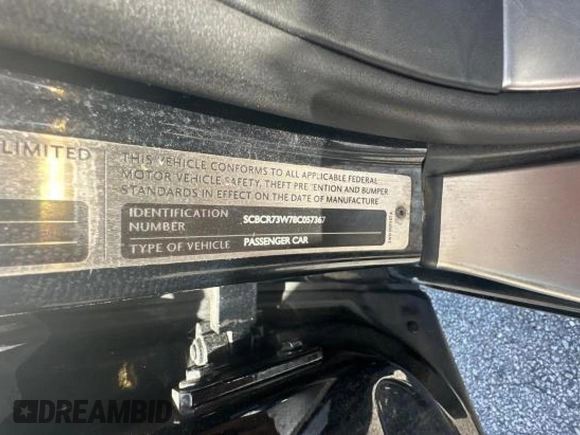 LIMITED
THIS VEHICLE CONFORMS TO ALL APPLICABLE FEDERAL
MOTOR VEHICLE SAFETY, THEFT PREVENTION AND BUMPER
STANDARDS IN EFFECT ON THE DATE OF MANUFACTURE
IDENTIFICATION NUMBER SCBCR73W78C057367
TYPE OF VEHICLE PASSENGER CAR
DREAMBID